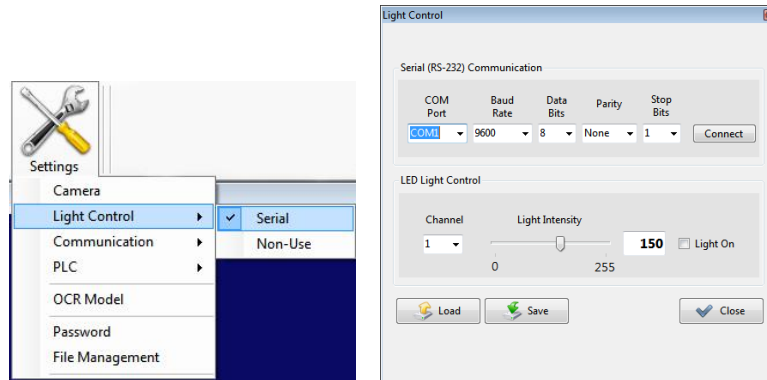 Settings
Camera
Light Control
Serial
Communication
Non-Use
PLC
OCR Model
Password
File Management
Light Control
Serial (RS-232) Communication
COM Port
Baud Rate
Data Bits
Parity
Stop Bits
COM1
9600
8
None
1
Connect
LED Light Control
Channel
Light Intensity
1
150
Light On
0
255
Load
Save
Close